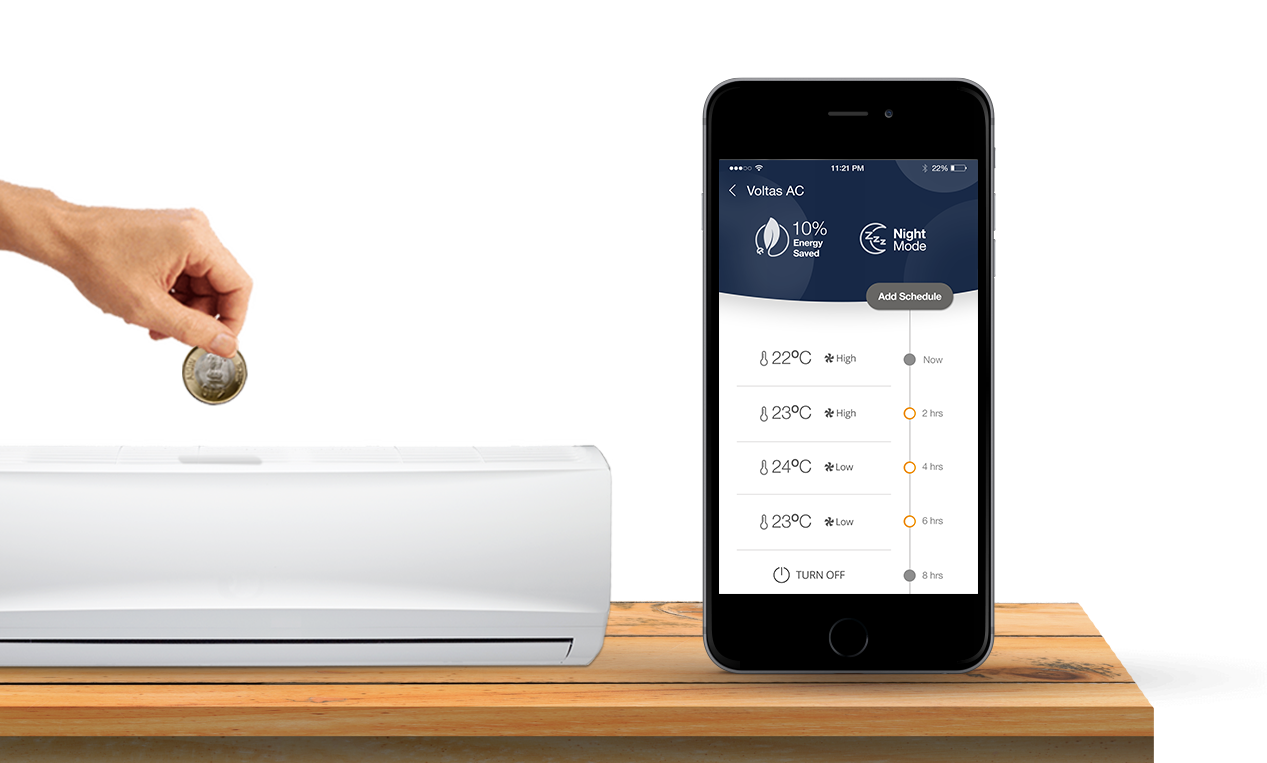 11:21 PM
22%
Voltas AC
10%
Energy
Saved
Night
Mode
zzz
Add Schedule
22°C High Now
23°C High 2 hrs
24°C Low 4 hrs
23°C Low 6 hrs
TURN OFF 8 hrs